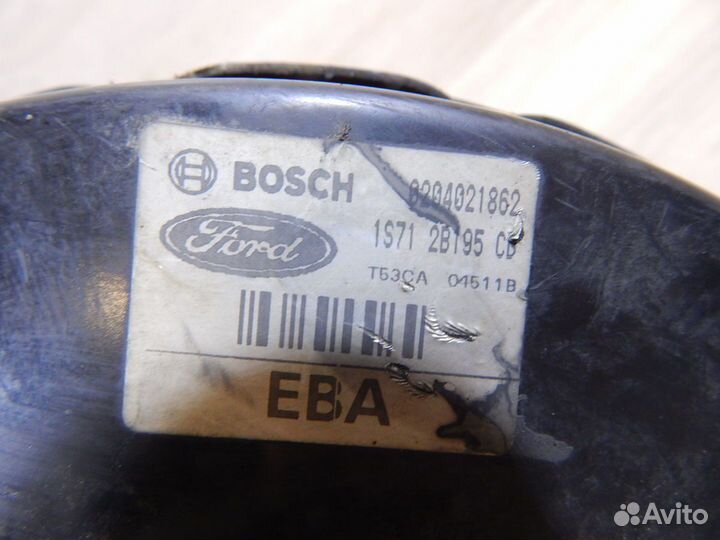 BOSCH
0204021862
Ford
1S71 2B195 CD
T53CA 04511B
EBA
Avito